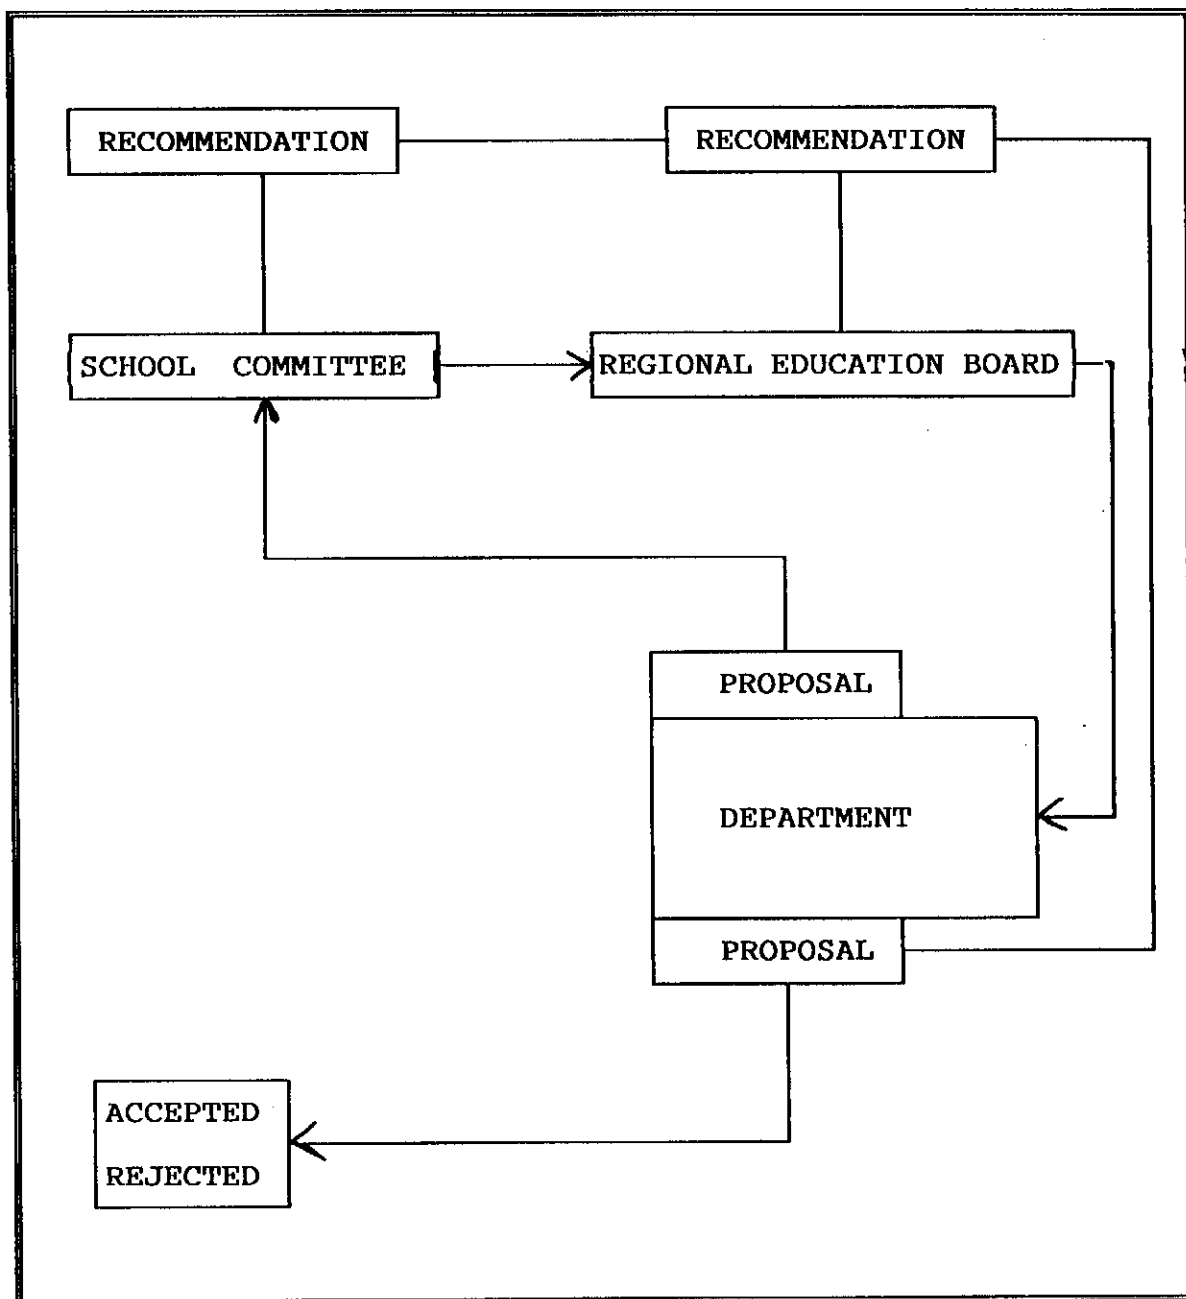 RECOMMENDATION
RECOMMENDATION
SCHOOL COMMITTEE
REGIONAL EDUCATION BOARD
PROPOSAL
DEPARTMENT
PROPOSAL
ACCEPTED
REJECTED